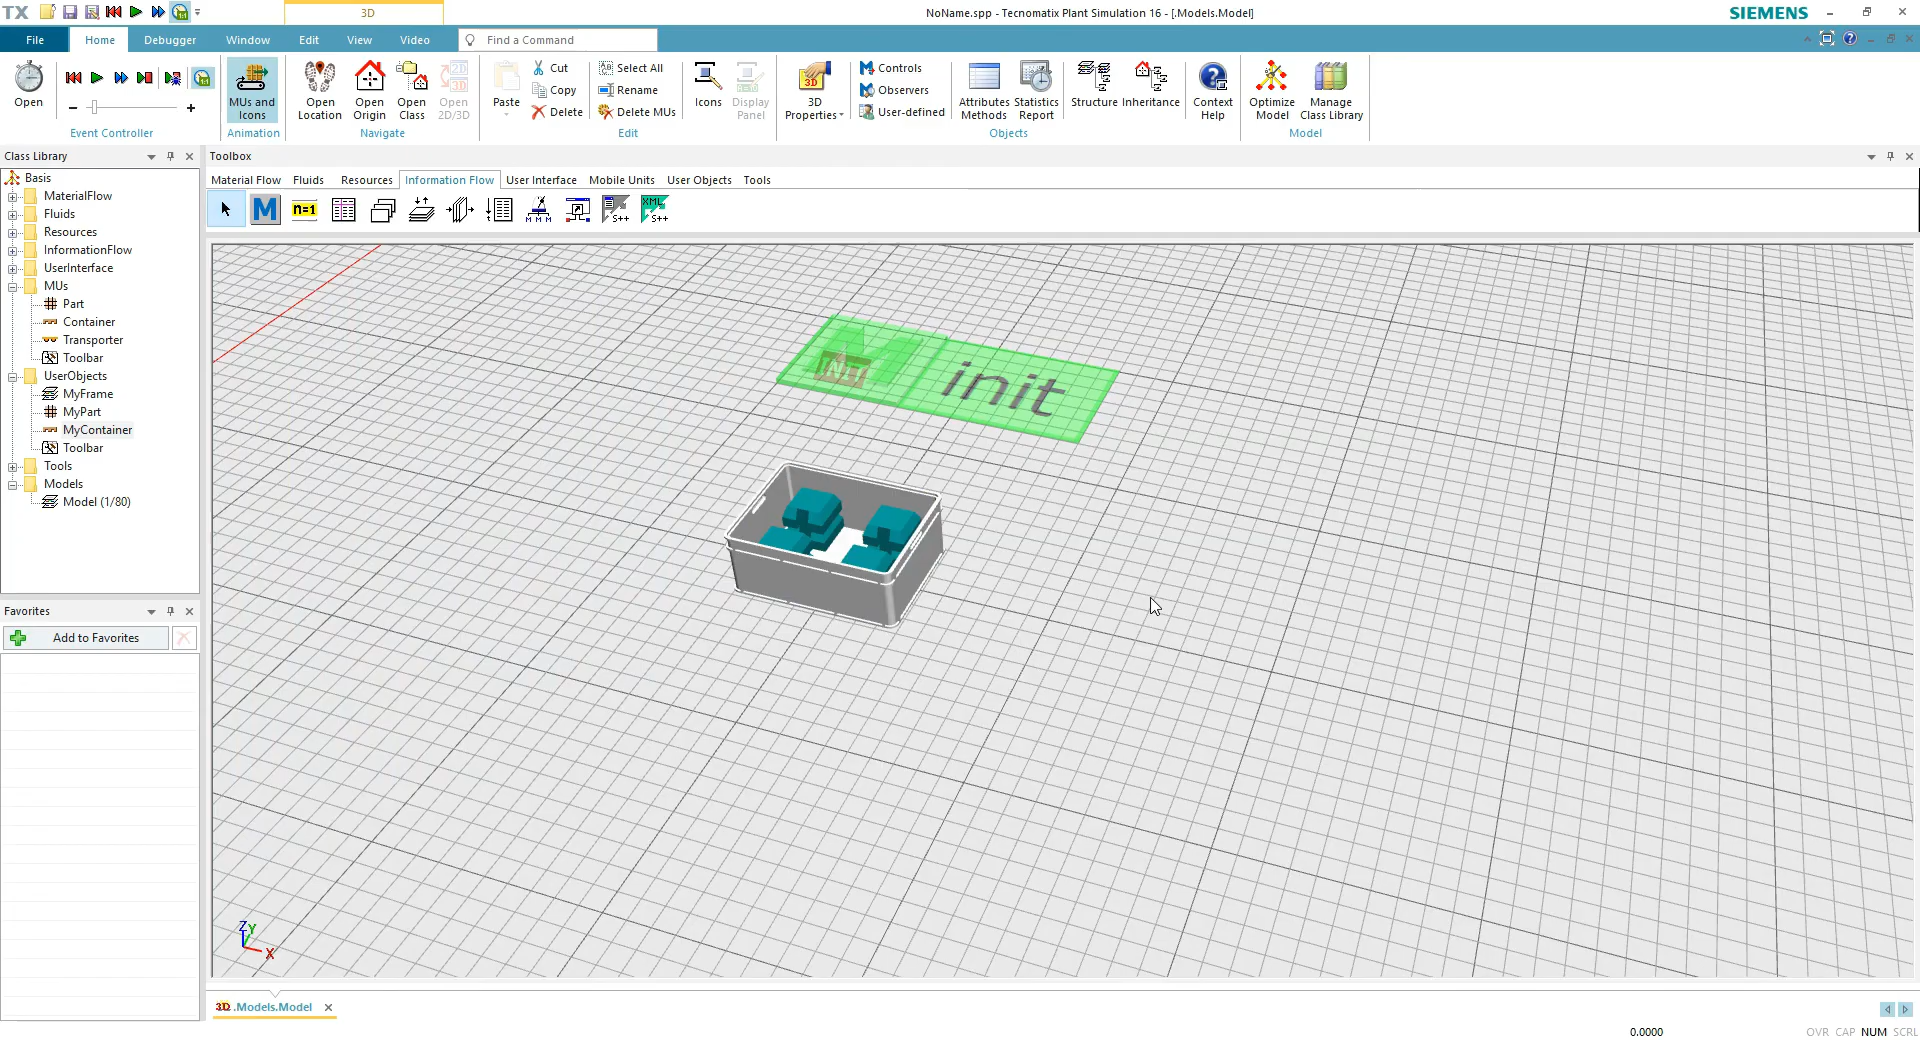 TX
3D
NoName.spp - Tecnomatix Plant Simulation 16 - [.Models.Model]
SIEMENS
File
Home
Debugger
Window
Edit
View
Video
Find a Command
Open
Event Controller
MUs and Icons
Animation
Open Location
Open Origin
Open Class
Open 2D/3D
Navigate
Paste
Cut
Copy
Delete
Select All
Rename
Delete MUs
Edit
Icons
Display Panel
3D Properties
Controls
Observers
User-defined
Attributes Methods
Statistics Report
Objects
Structure
Inheritance
Context Help
Optimize Model
Manage Class Library
Model
Class Library
Toolbox
Material Flow
Fluids
Resources
Information Flow
User Interface
Mobile Units
User Objects
Tools
M
n=1
S++
XML
S++
Basis
MaterialFlow
Fluids
Resources
InformationFlow
UserInterface
MUs
Part
Container
Transporter
Toolbar
UserObjects
MyFrame
MyPart
MyContainer
Toolbar
Tools
Models
Model (1/80)
Favorites
Add to Favorites
M
INIT
init
Z
Y
X
3D .Models.Model
0.0000
OVR CAP NUM SCRL